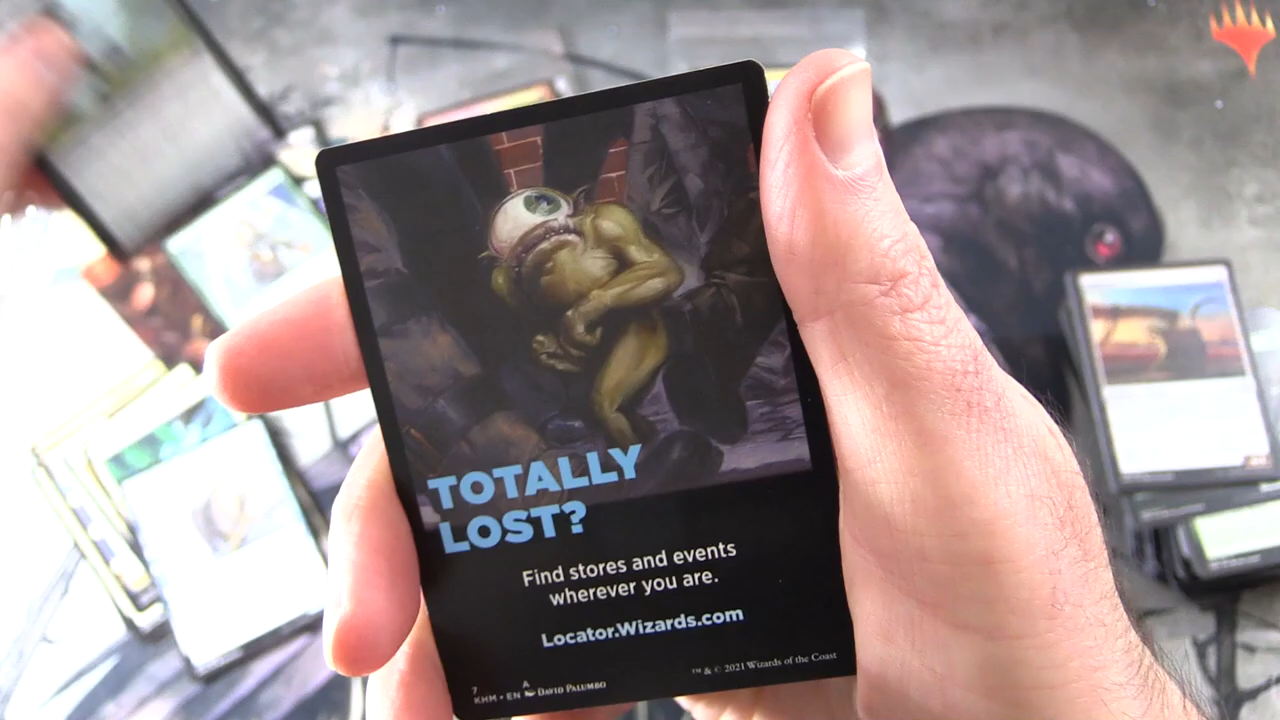 TOTALLY
LOST?
Find stores and events
wherever you are.
Locator.Wizards.com
™ & © 2021 Wizards of the Coast
7
A
KHM • EN DAVID PALUMBO